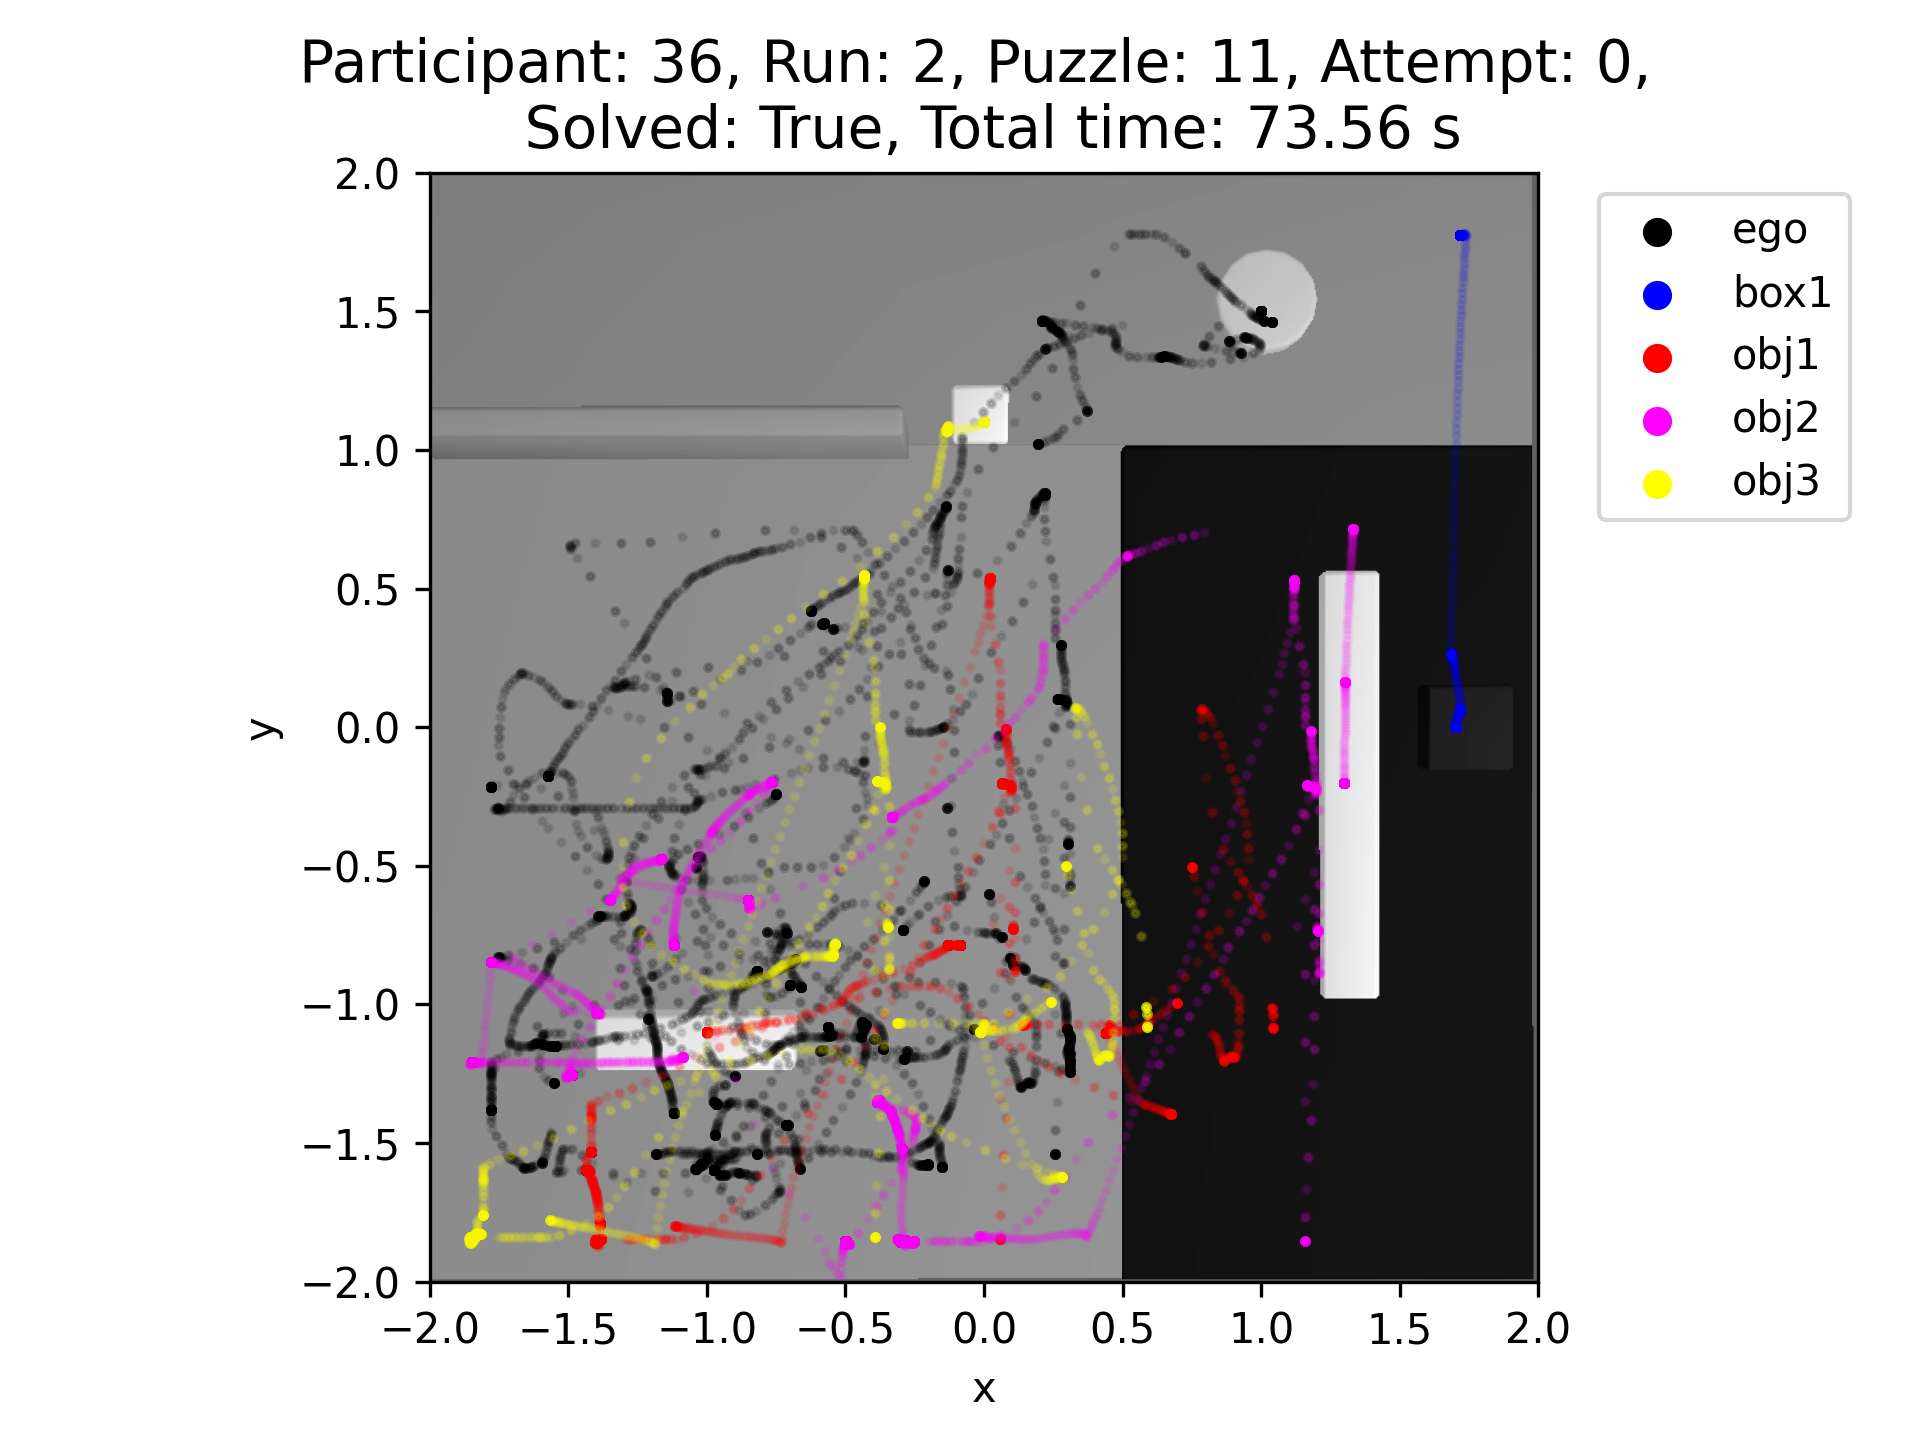 Participant: 36, Run: 2, Puzzle: 11, Attempt: 0,
Solved: True, Total time: 73.56 s
2.0
1.5
1.0
0.5
0.0
−0.5
−1.0
−1.5
−2.0
y
−2.0 −1.5 −1.0 −0.5 0.0 0.5 1.0 1.5 2.0
x
ego
box1
obj1
obj2
obj3